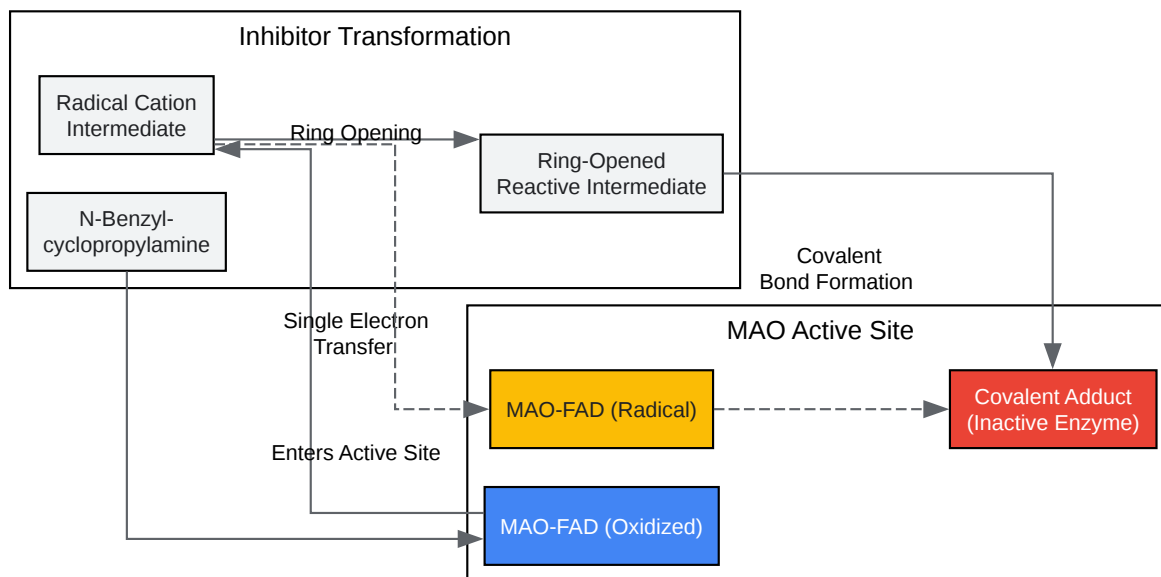 Inhibitor Transformation
Radical Cation
Intermediate
Ring Opening
Ring-Opened
Reactive Intermediate
N-Benzyl-
cyclopropylamine
Covalent
Bond Formation
Single Electron
Transfer
MAO Active Site
MAO-FAD (Radical)
Covalent Adduct
(Inactive Enzyme)
Enters Active Site
MAO-FAD (Oxidized)